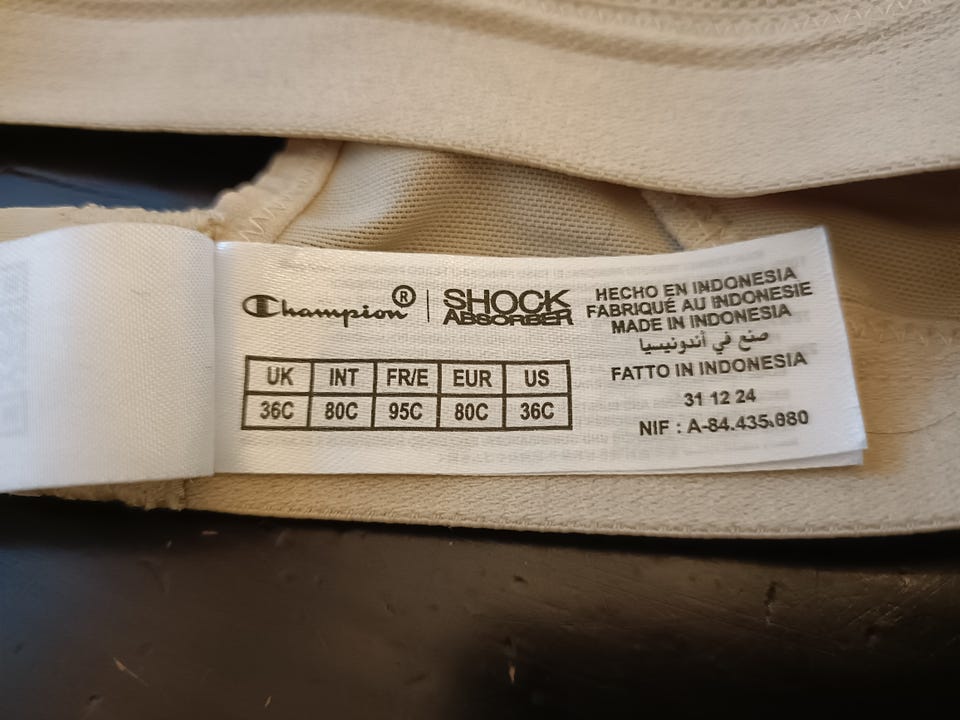 Champion® | SHOCK ABSORBER
UK INT FR/E EUR US
36C 80C 95C 80C 36C
HECHO EN INDONESIA
FABRIQUÉ AU INDONESIE
MADE IN INDONESIA
صنع في أندونيسيا
FATTO IN INDONESIA
31 12 24
NIF : A-84.435.080